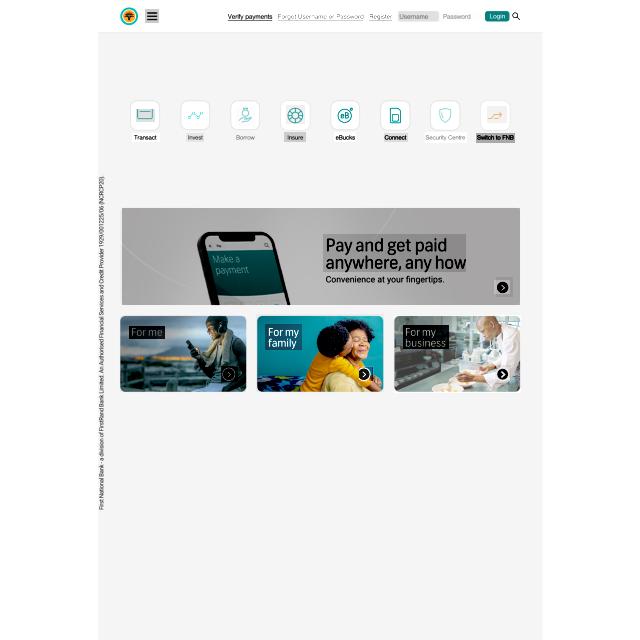 Verify payments Forgot Username or Password Register Username Password Login
Transact Invest Borrow Insure eBucks Connect Security Centre Switch to FNB
eB
First National Bank - a division of FirstRand Bank Limited. An Authorised Financial Services and Credit Provider 1929/001225/06 (NCRCP20).
Make a
payment
Pay and get paid
anywhere, any how
Convenience at your fingertips.
For me
For my
family
For my
business